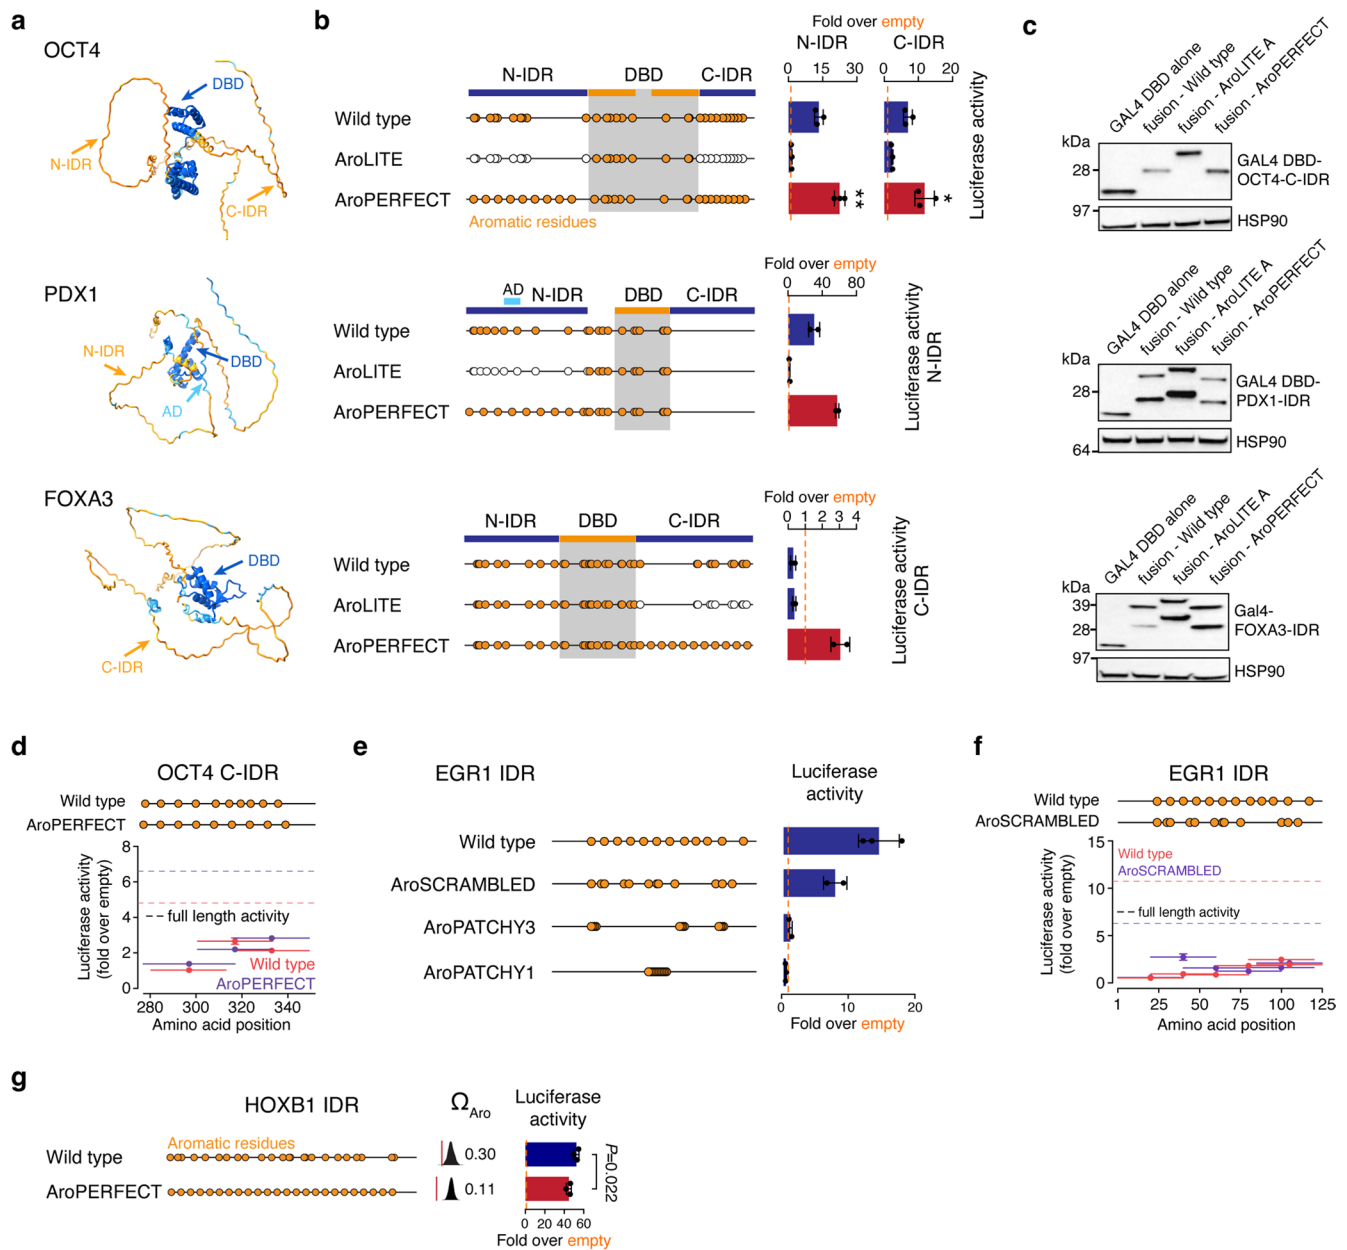 a
OCT4
DBD
N-IDR
C-IDR
PDX1
N-IDR
DBD
AD
FOXA3
DBD
C-IDR
b
Fold over empty
N-IDR C-IDR
0 15 30 0 10 20
N-IDR DBD C-IDR
Wild type
AroLITE
AroPERFECT
Aromatic residues
**
*
Luciferase activity
Fold over empty
0 40 80
AD
N-IDR DBD C-IDR
Wild type
AroLITE
AroPERFECT
Luciferase activity
N-IDR
Fold over empty
0 1 2 3 4
N-IDR DBD C-IDR
Wild type
AroLITE
AroPERFECT
Luciferase activity
C-IDR
c
GAL4 DBD alone
fusion - Wild type
fusion - AroLITE A
fusion - AroPERFECT
kDa
28
GAL4 DBD-
OCT4-C-IDR
97
HSP90
GAL4 DBD alone
fusion - Wild type
fusion - AroLITE A
fusion - AroPERFECT
kDa
28
GAL4 DBD-
PDX1-IDR
HSP90
64
GAL4 DBD alone
fusion - Wild type
fusion - AroLITE A
fusion - AroPERFECT
kDa
39
28
Gal4-
FOXA3-IDR
97
HSP90
d
OCT4 C-IDR
Wild type
AroPERFECT
Luciferase activity
(fold over empty)
8
6
4
2
0
full length activity
Wild type
AroPERFECT
280 300 320 340
Amino acid position
e
EGR1 IDR
Luciferase
activity
Wild type
AroSCRAMBLED
AroPATCHY3
AroPATCHY1
0 10 20
Fold over empty
f
EGR1 IDR
Wild type
AroSCRAMBLED
Luciferase activity
(fold over empty)
15
10
5
0
Wild type
AroSCRAMBLED
full length activity
1 25 50 75 100 125
Amino acid position
g
HOXB1 IDR
ΩAro
Luciferase
activity
Aromatic residues
Wild type
0.30
AroPERFECT
0.11
P=0.022
0 20 40 60
Fold over empty